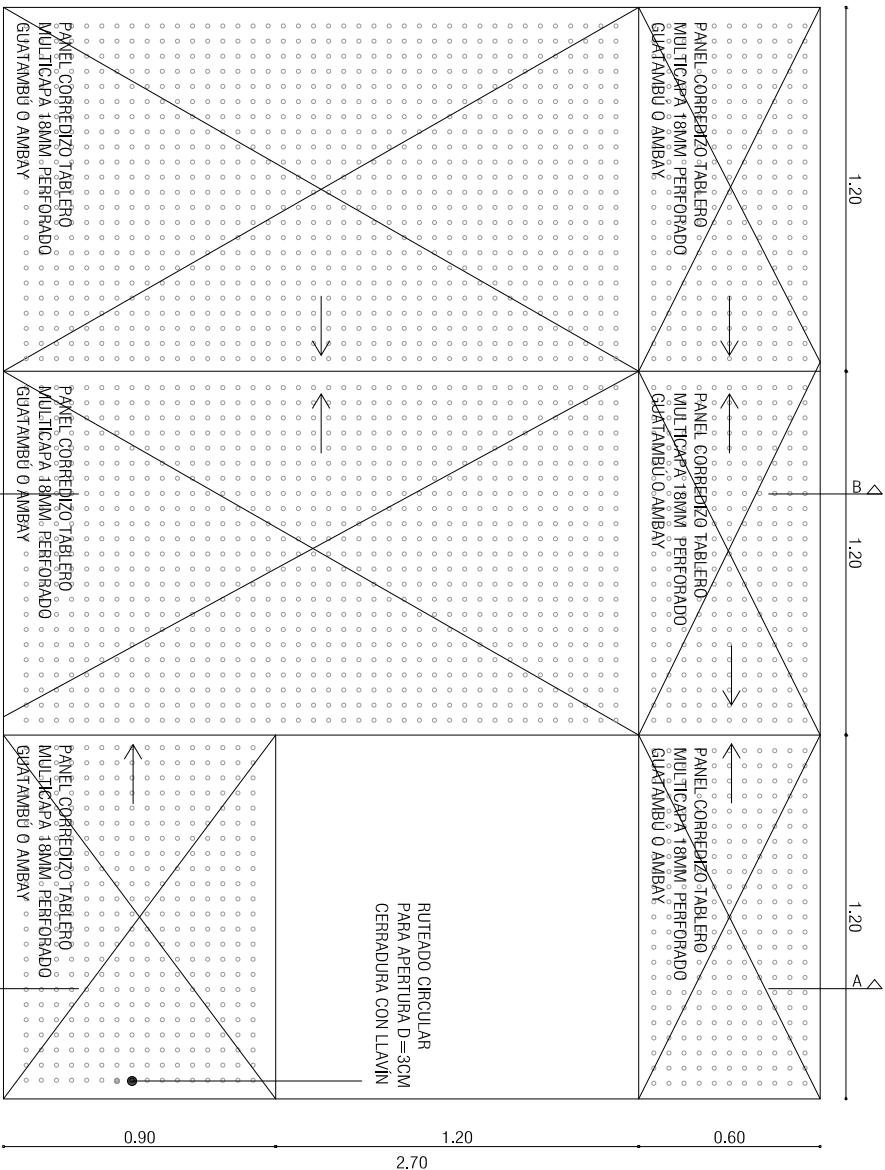 PANEL CORREDIZO TABLERO
MULTICAPA 18MM PERFORADO
GUATAMBÚ O AMBAY
PANEL CORREDIZO TABLERO
MULTICAPA 18MM PERFORADO
GUATAMBÚ O AMBAY
1.20
PANEL CORREDIZO TABLERO
MULTICAPA 18MM PERFORADO
GUATAMBÚ O AMBAY
PANEL CORREDIZO TABLERO
MULTICAPA 18MM PERFORADO
GUATAMBÚ O AMBAY
B
1.20
PANEL CORREDIZO TABLERO
MULTICAPA 18MM PERFORADO
GUATAMBÚ O AMBAY
PANEL CORREDIZO TABLERO
MULTICAPA 18MM PERFORADO
GUATAMBÚ O AMBAY
RUTEADO CIRCULAR
PARA APERTURA D=3CM
CERRADURA CON LLAVÍN
1.20
A
0.90
1.20
0.60
2.70